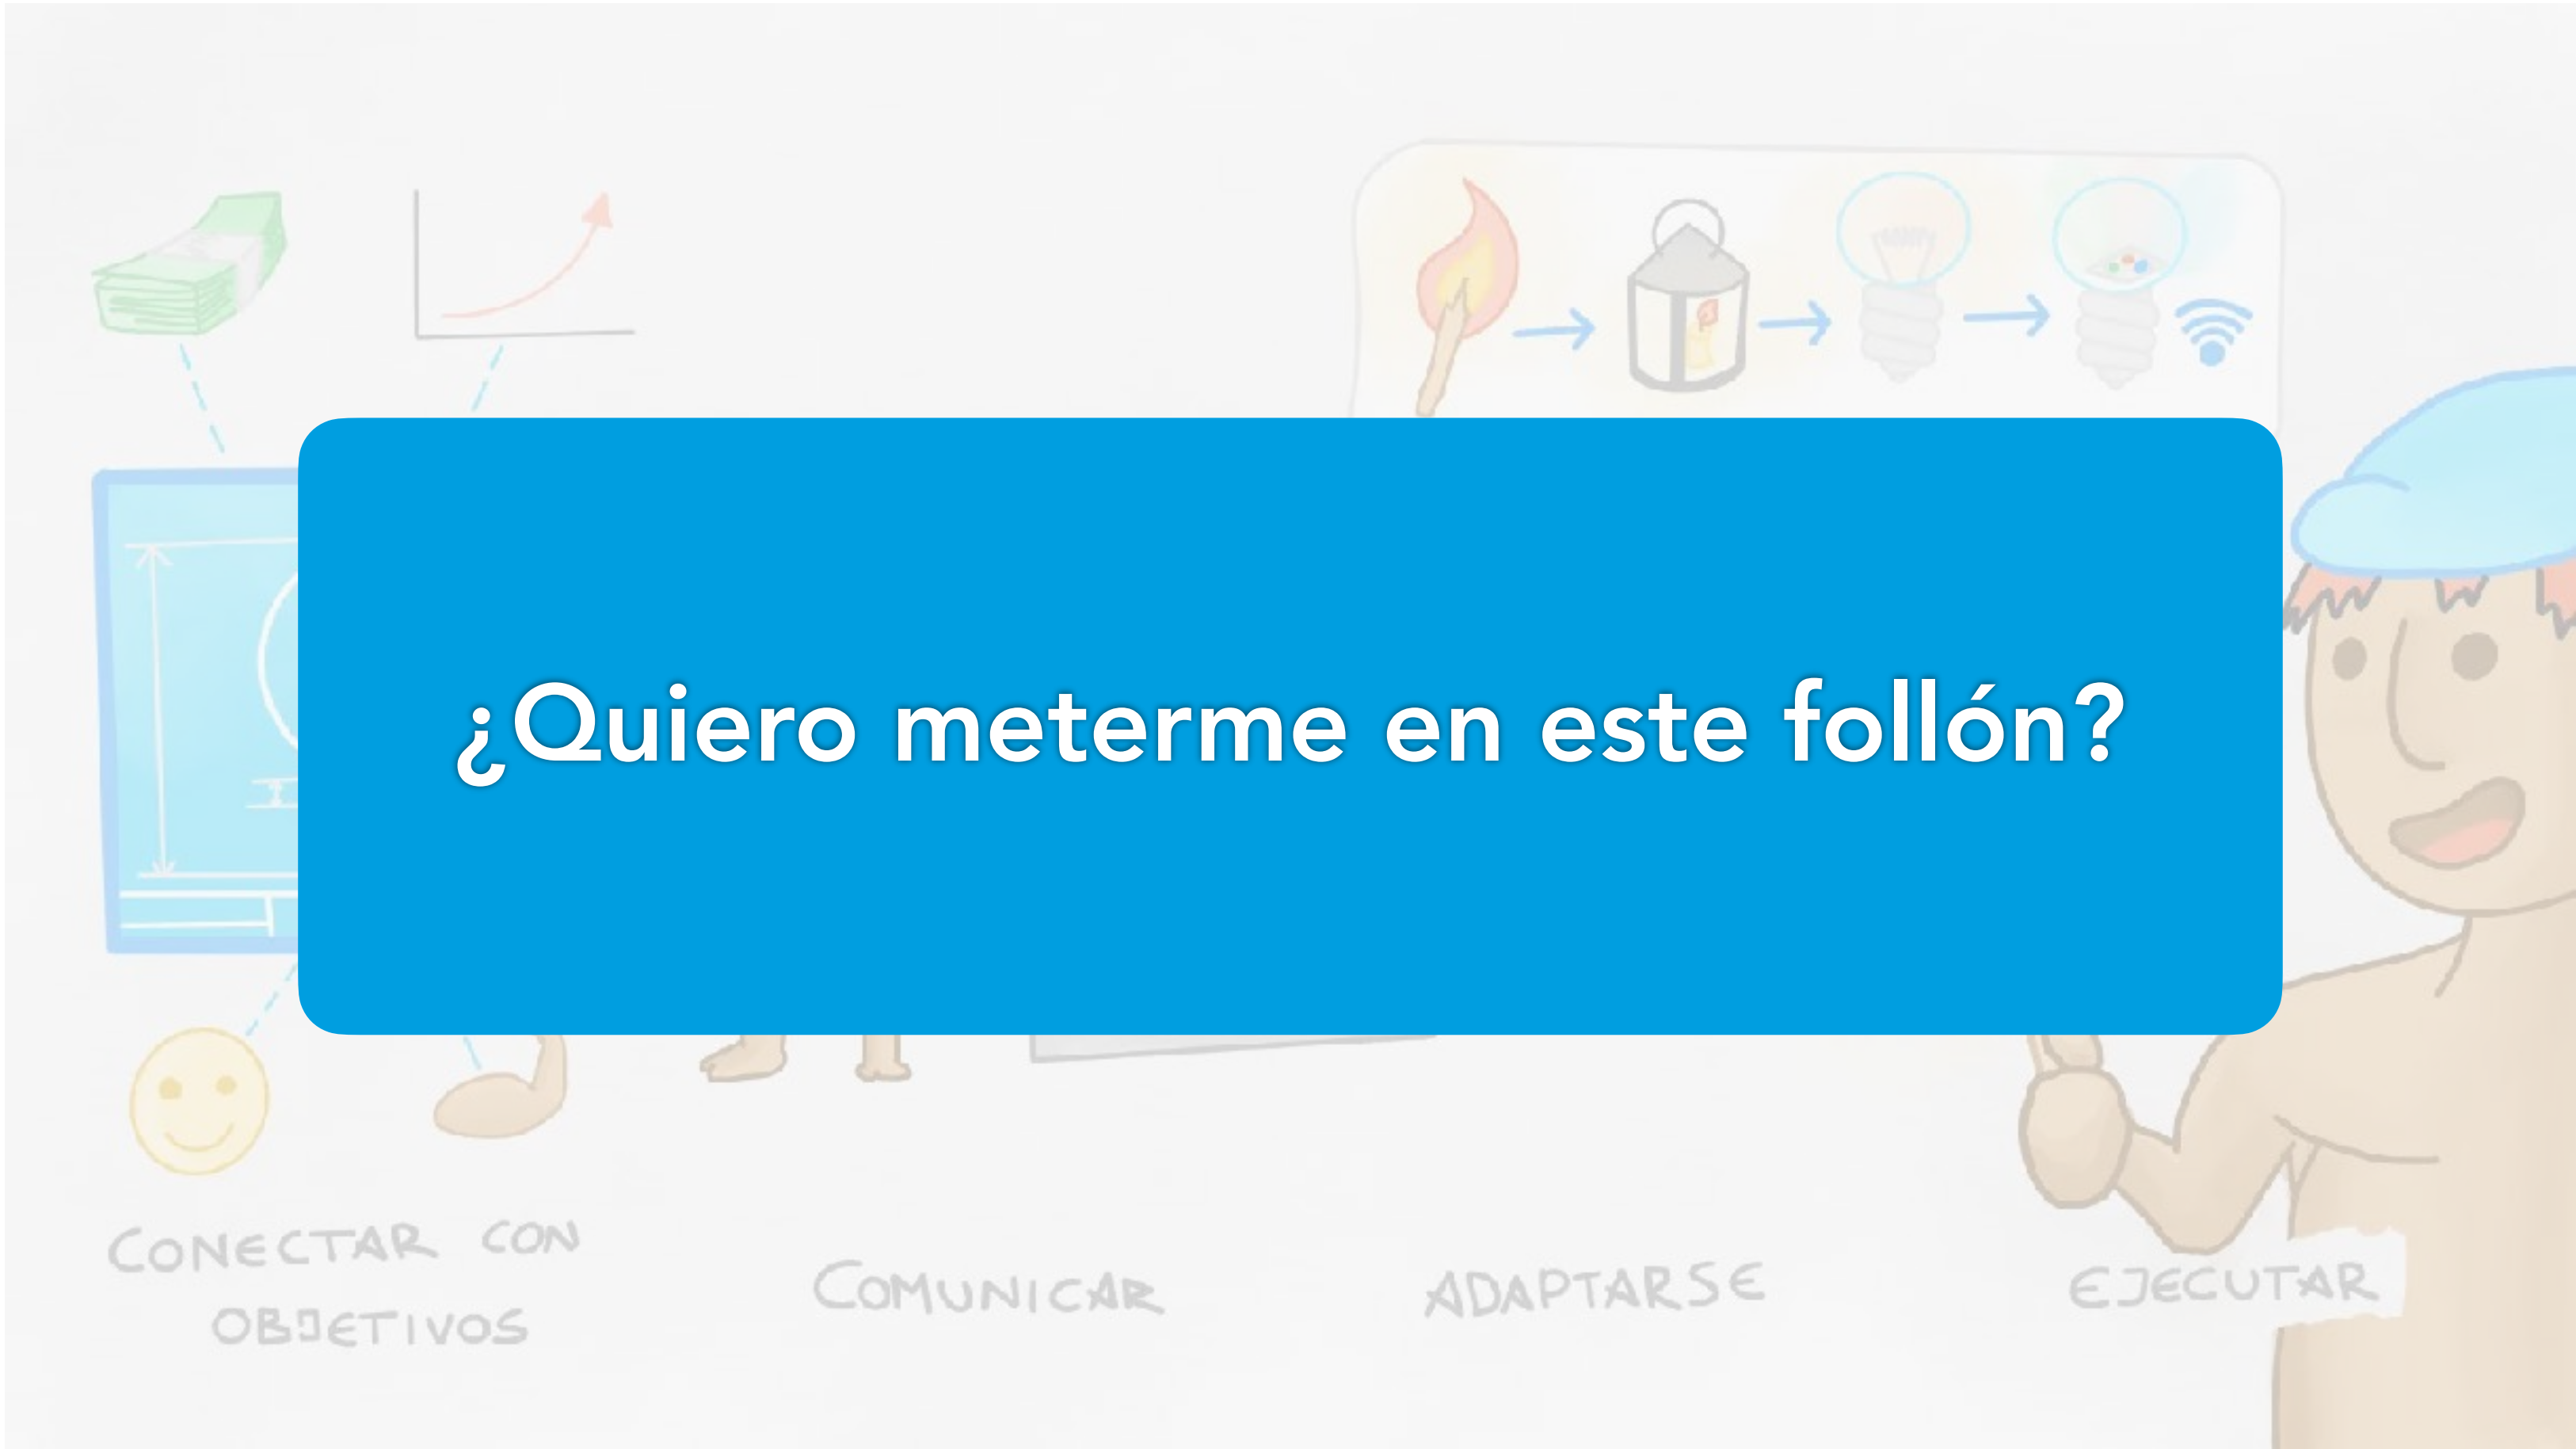 ¿Quiero meterme en este follón?
CONECTAR CON
OBJETIVOS
COMUNICAR
ADAPTARSE
EJECUTAR